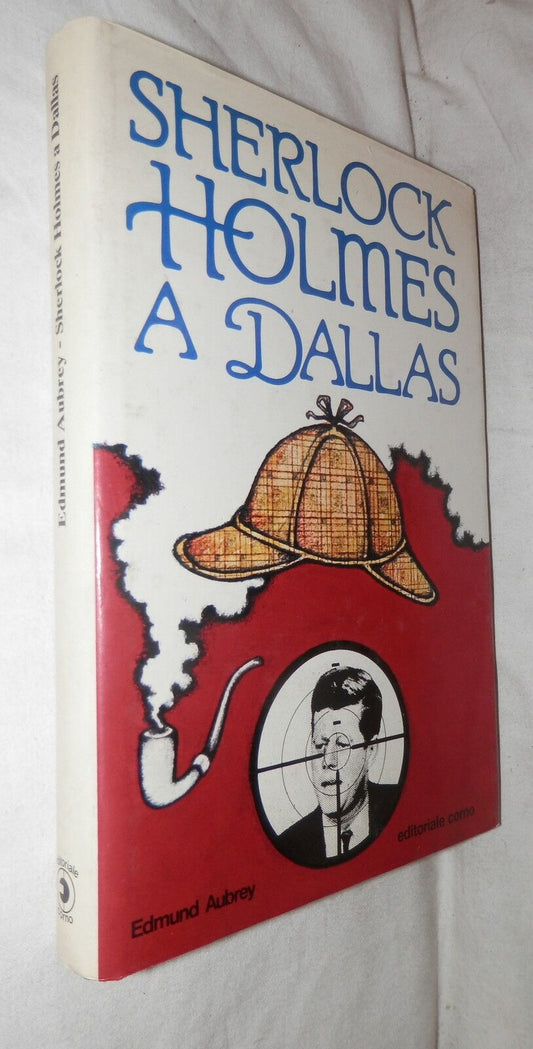 SHERLOCK
HOLMES
A DALLAS
Edmund Aubrey
editoriale corno
Edmund Aubrey - Sherlock Holmes a Dallas
editoriale
corno